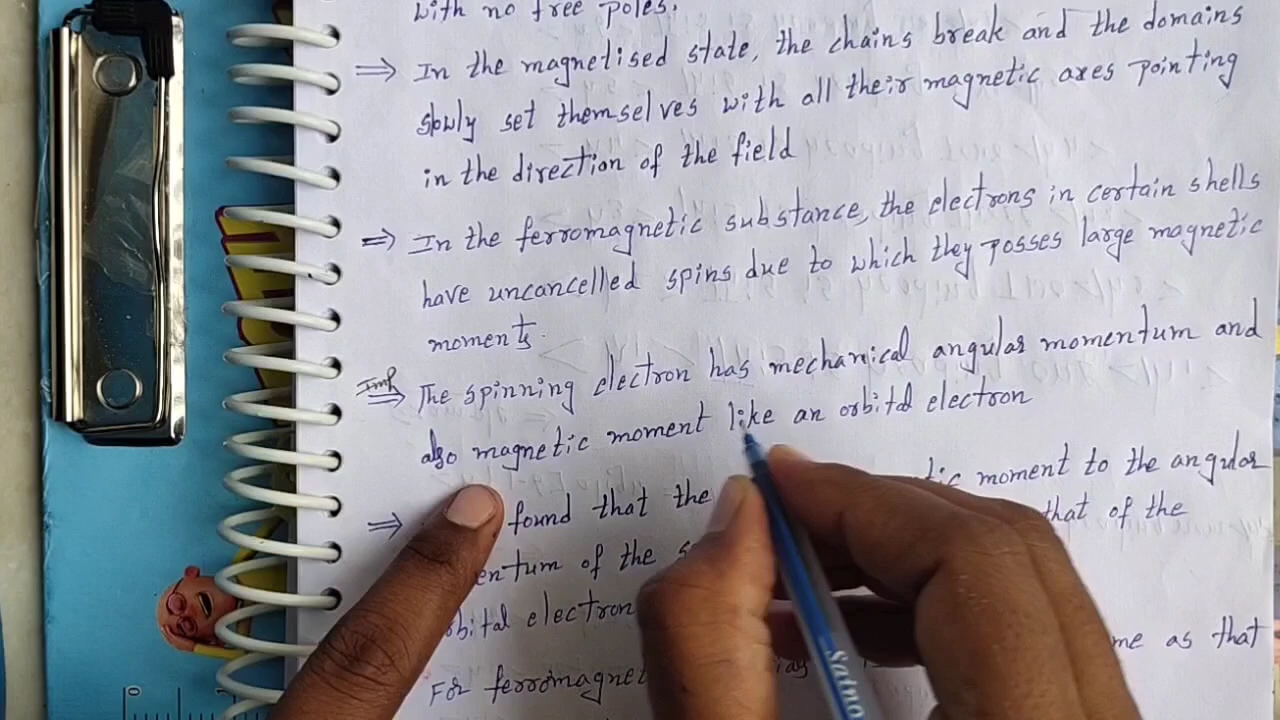 with no free poles.
⇒ In the magnetised state, the chains break and the domains
slowly set themselves with all their magnetic axes pointing
in the direction of the field
⇒ In the ferromagnetic substance, the electrons in certain shells
have uncancelled spins due to which they posses large magnetic
moments.
Imp
⇒ The spinning electron has mechanical angular momentum and
also magnetic moment like an orbital electron
⇒ found that the moment to the angular
of the that of the
electron
me as that
For
Satno